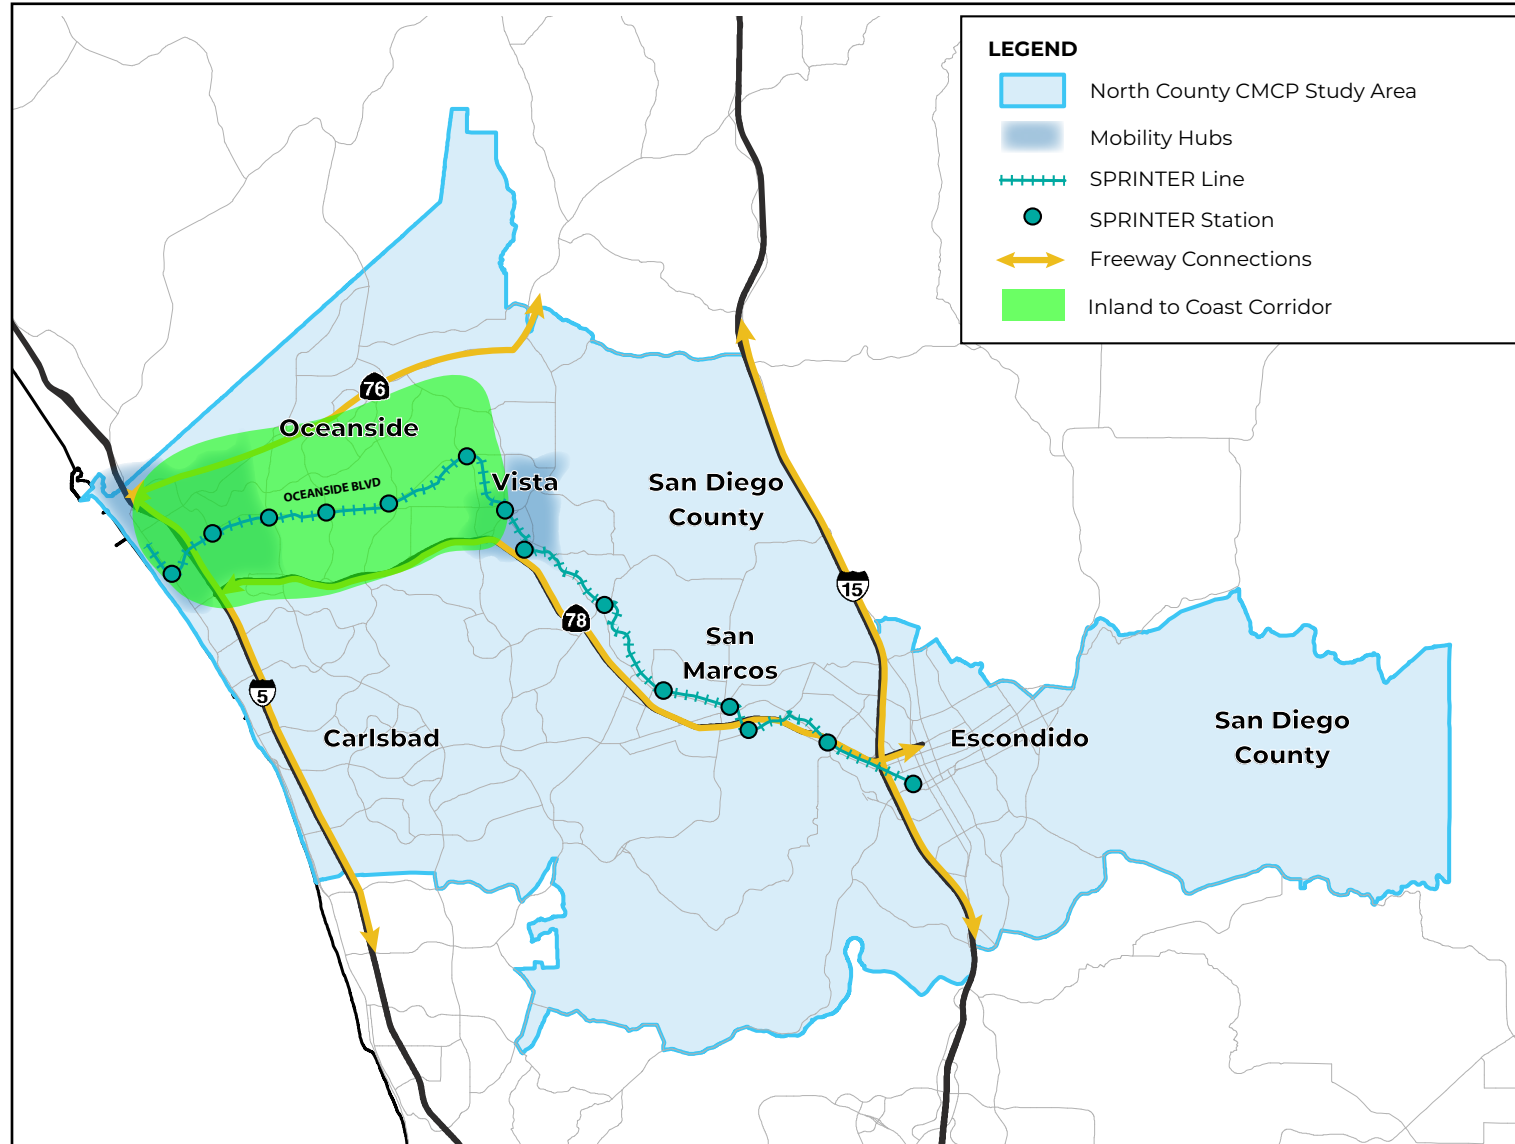 LEGEND
North County CMCP Study Area
Mobility Hubs
SPRINTER Line
SPRINTER Station
Freeway Connections
Inland to Coast Corridor
76
Oceanside
OCEANSIDE BLVD
Vista
San Diego
County
15
78
San
Marcos
5
Carlsbad
Escondido
San Diego
County